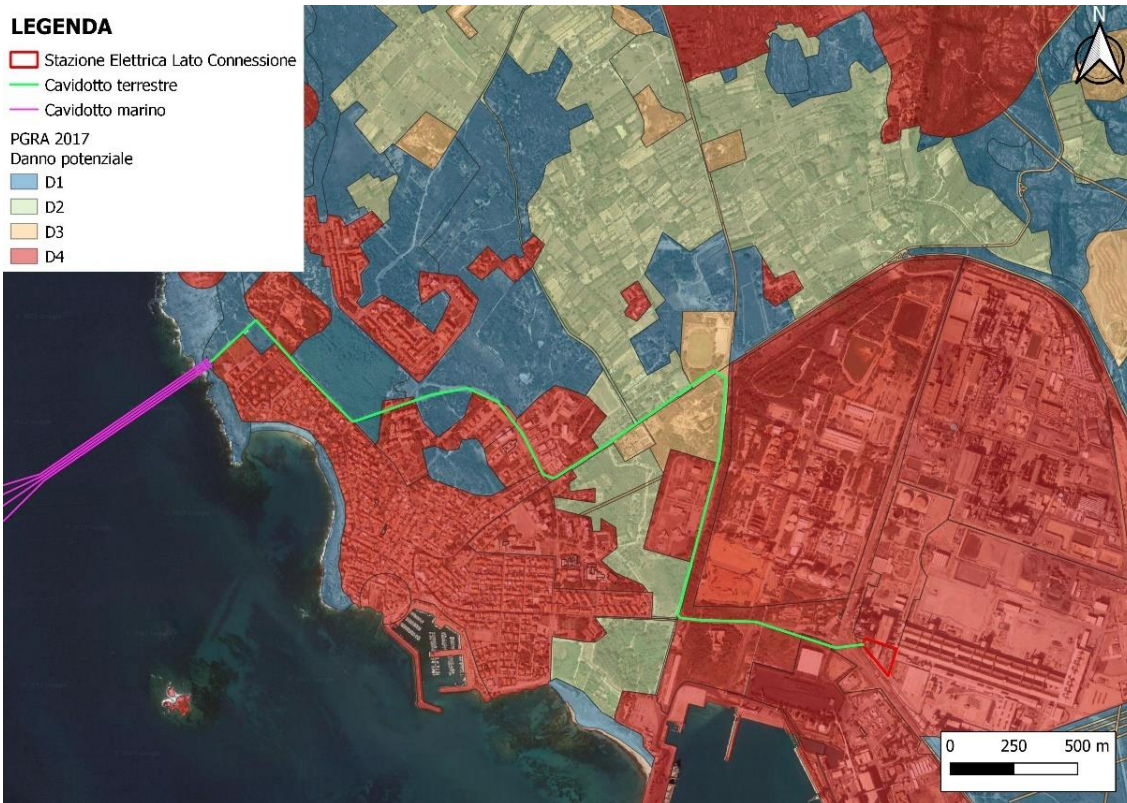 LEGENDA
Stazione Elettrica Lato Connessione
Cavidotto terrestre
Cavidotto marino
PGRA 2017
Danno potenziale
D1
D2
D3
D4
N
0 250 500 m